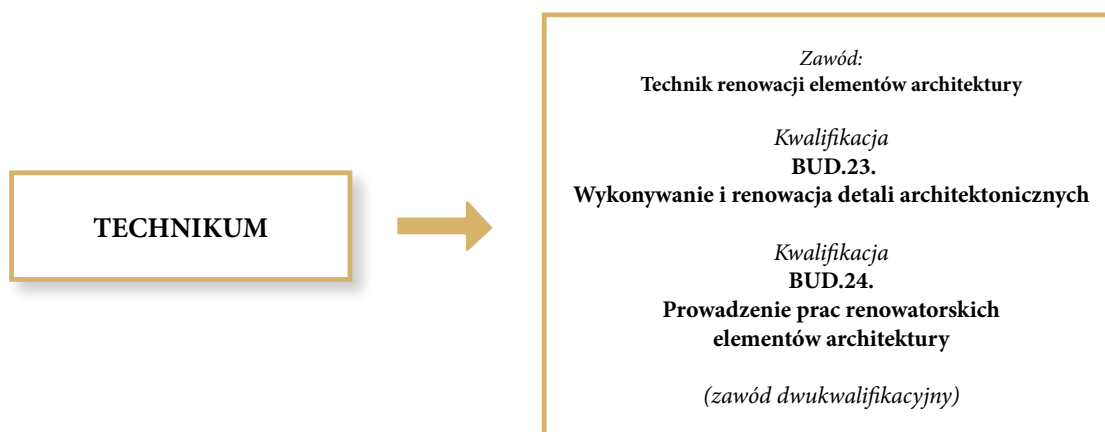 TECHNIKUM
Zawód:
Technik renowacji elementów architektury
Kwalifikacja
BUD.23.
Wykonywanie i renowacja detali architektonicznych
Kwalifikacja
BUD.24.
Prowadzenie prac renowatorskich
elementów architektury
(zawód dwukwalifikacyjny)